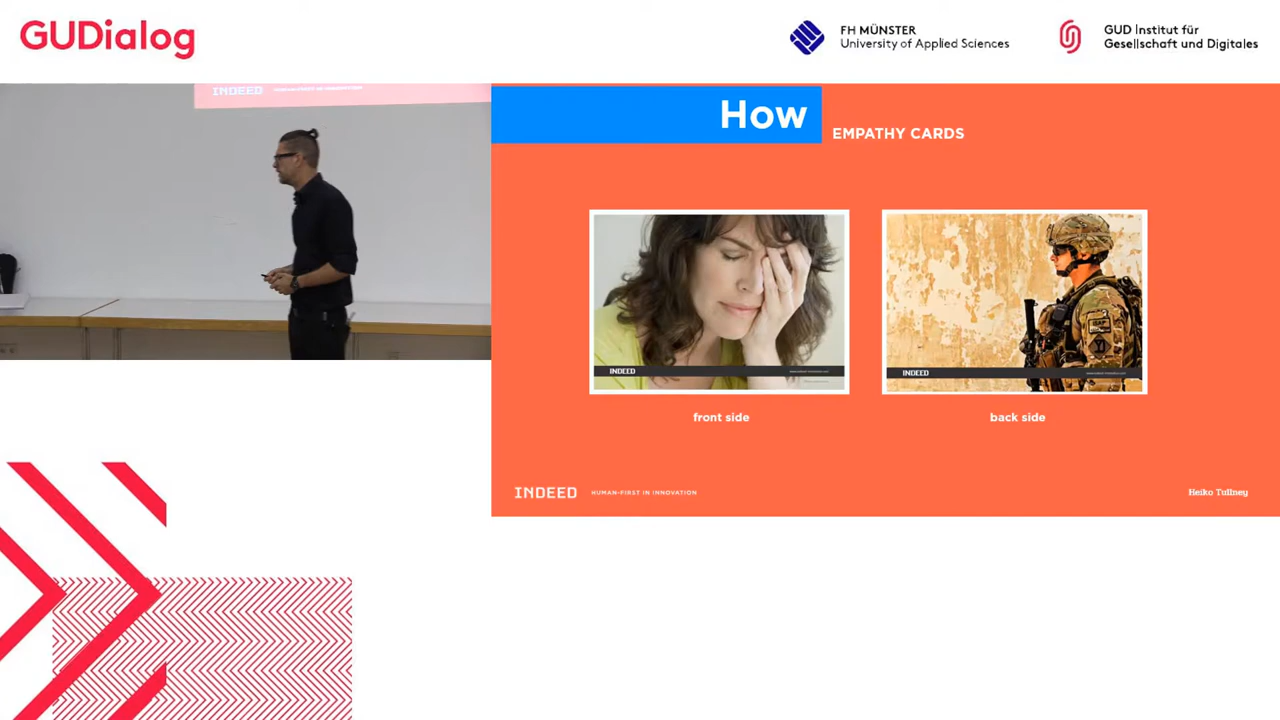 GUDialog
FH MÜNSTER
University of Applied Sciences
GUD Institut für
Gesellschaft und Digitales
INDEED
How
EMPATHY CARDS
INDEED
INDEED
front side
back side
INDEED HUMAN-FIRST IN INNOVATION
Heiko Tullney